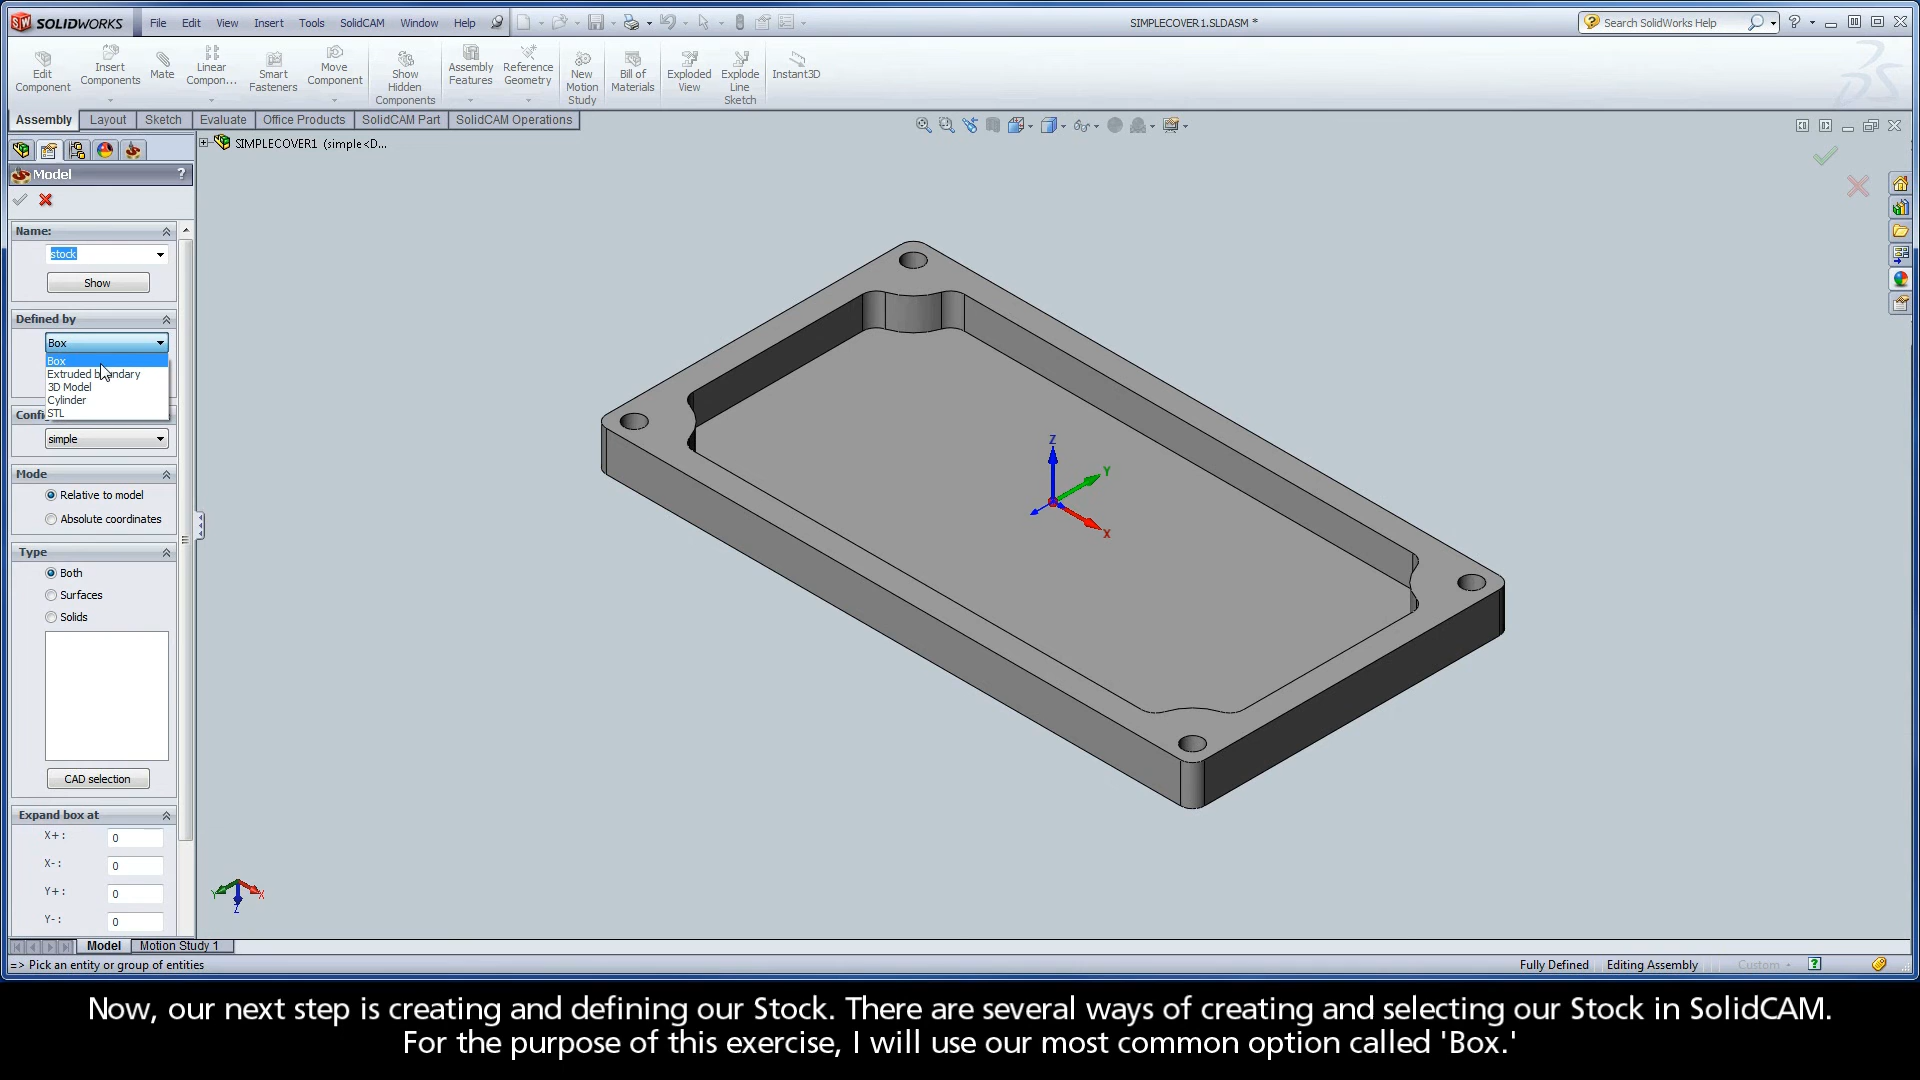 SOLIDWORKS File Edit View Insert Tools SolidCAM Window Help SIMPLECOVER1.SLDASM * Search SolidWorks Help
Edit Component
Insert Components
Mate
Linear Compon...
Smart Fasteners
Move Component
Show Hidden Components
Assembly Features
Reference Geometry
New Motion Study
Bill of Materials
Exploded View
Explode Line Sketch
Instant3D
Assembly Layout Sketch Evaluate Office Products SolidCAM Part SolidCAM Operations
SIMPLECOVER1 (simple<D...
Model ?
Name:
stock
Show
Defined by
Box
Box
Extruded boundary
3D Model
Cylinder
STL
Confi
simple
Mode
Relative to model
Absolute coordinates
Type
Both
Surfaces
Solids
CAD selection
Expand box at
X+: 0
X-: 0
Y+: 0
Y-: 0
Z
Y
X
Y X
Z
Model Motion Study 1
=> Pick an entity or group of entities Fully Defined Editing Assembly Custom
Now, our next step is creating and defining our Stock. There are several ways of creating and selecting our Stock in SolidCAM.
For the purpose of this exercise, I will use our most common option called 'Box.'